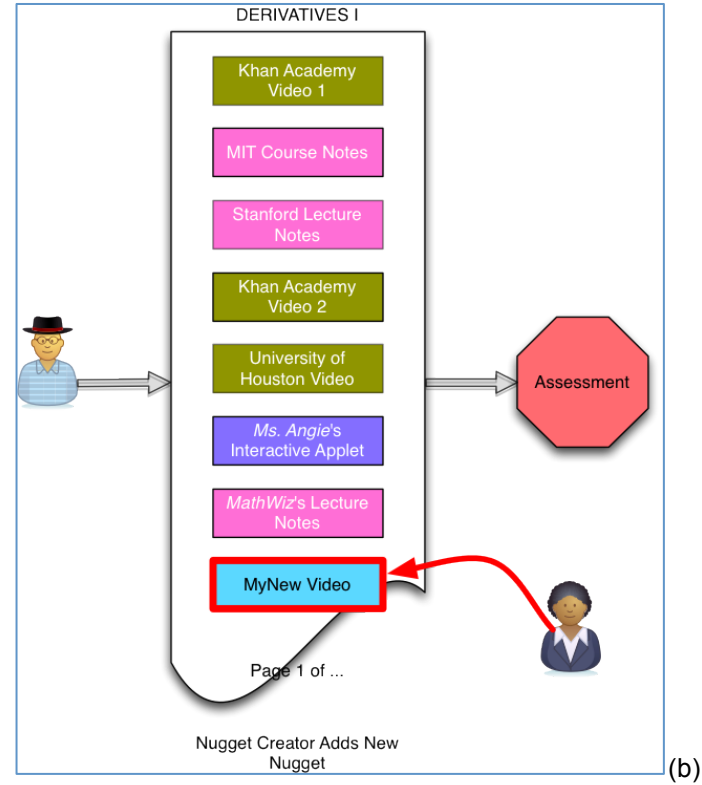 DERIVATIVES I
Khan Academy
Video 1
MIT Course Notes
Stanford Lecture
Notes
Khan Academy
Video 2
University of
Houston Video
Ms. Angie's
Interactive Applet
MathWiz's Lecture
Notes
MyNew Video
Assessment
Page 1 of ...
Nugget Creator Adds New
Nugget
(b)